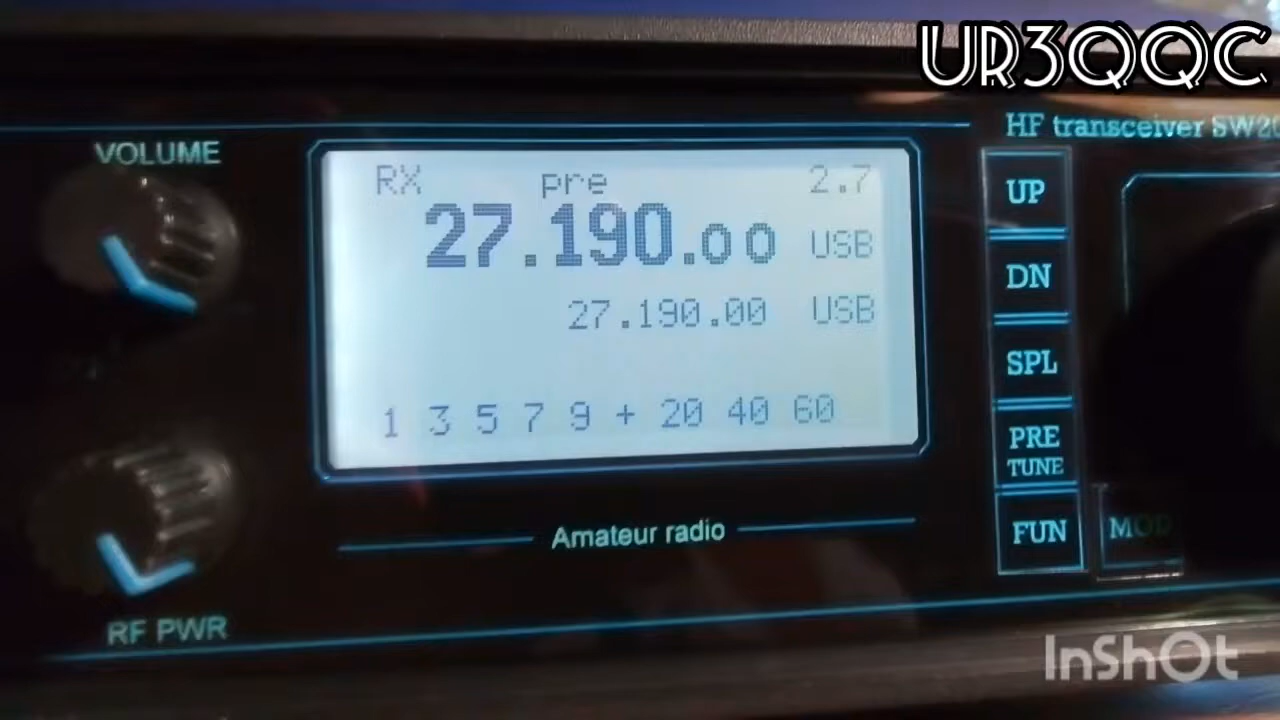 UR3QQC
HF transceiver
VOLUME
RX pre 2.7
27.190.00 USB
27.190.00 USB
1 3 5 7 9 + 20 40 60
UP
DN
SPL
PRE
TUNE
FUN
MOD
Amateur radio
RF PWR
InShOt